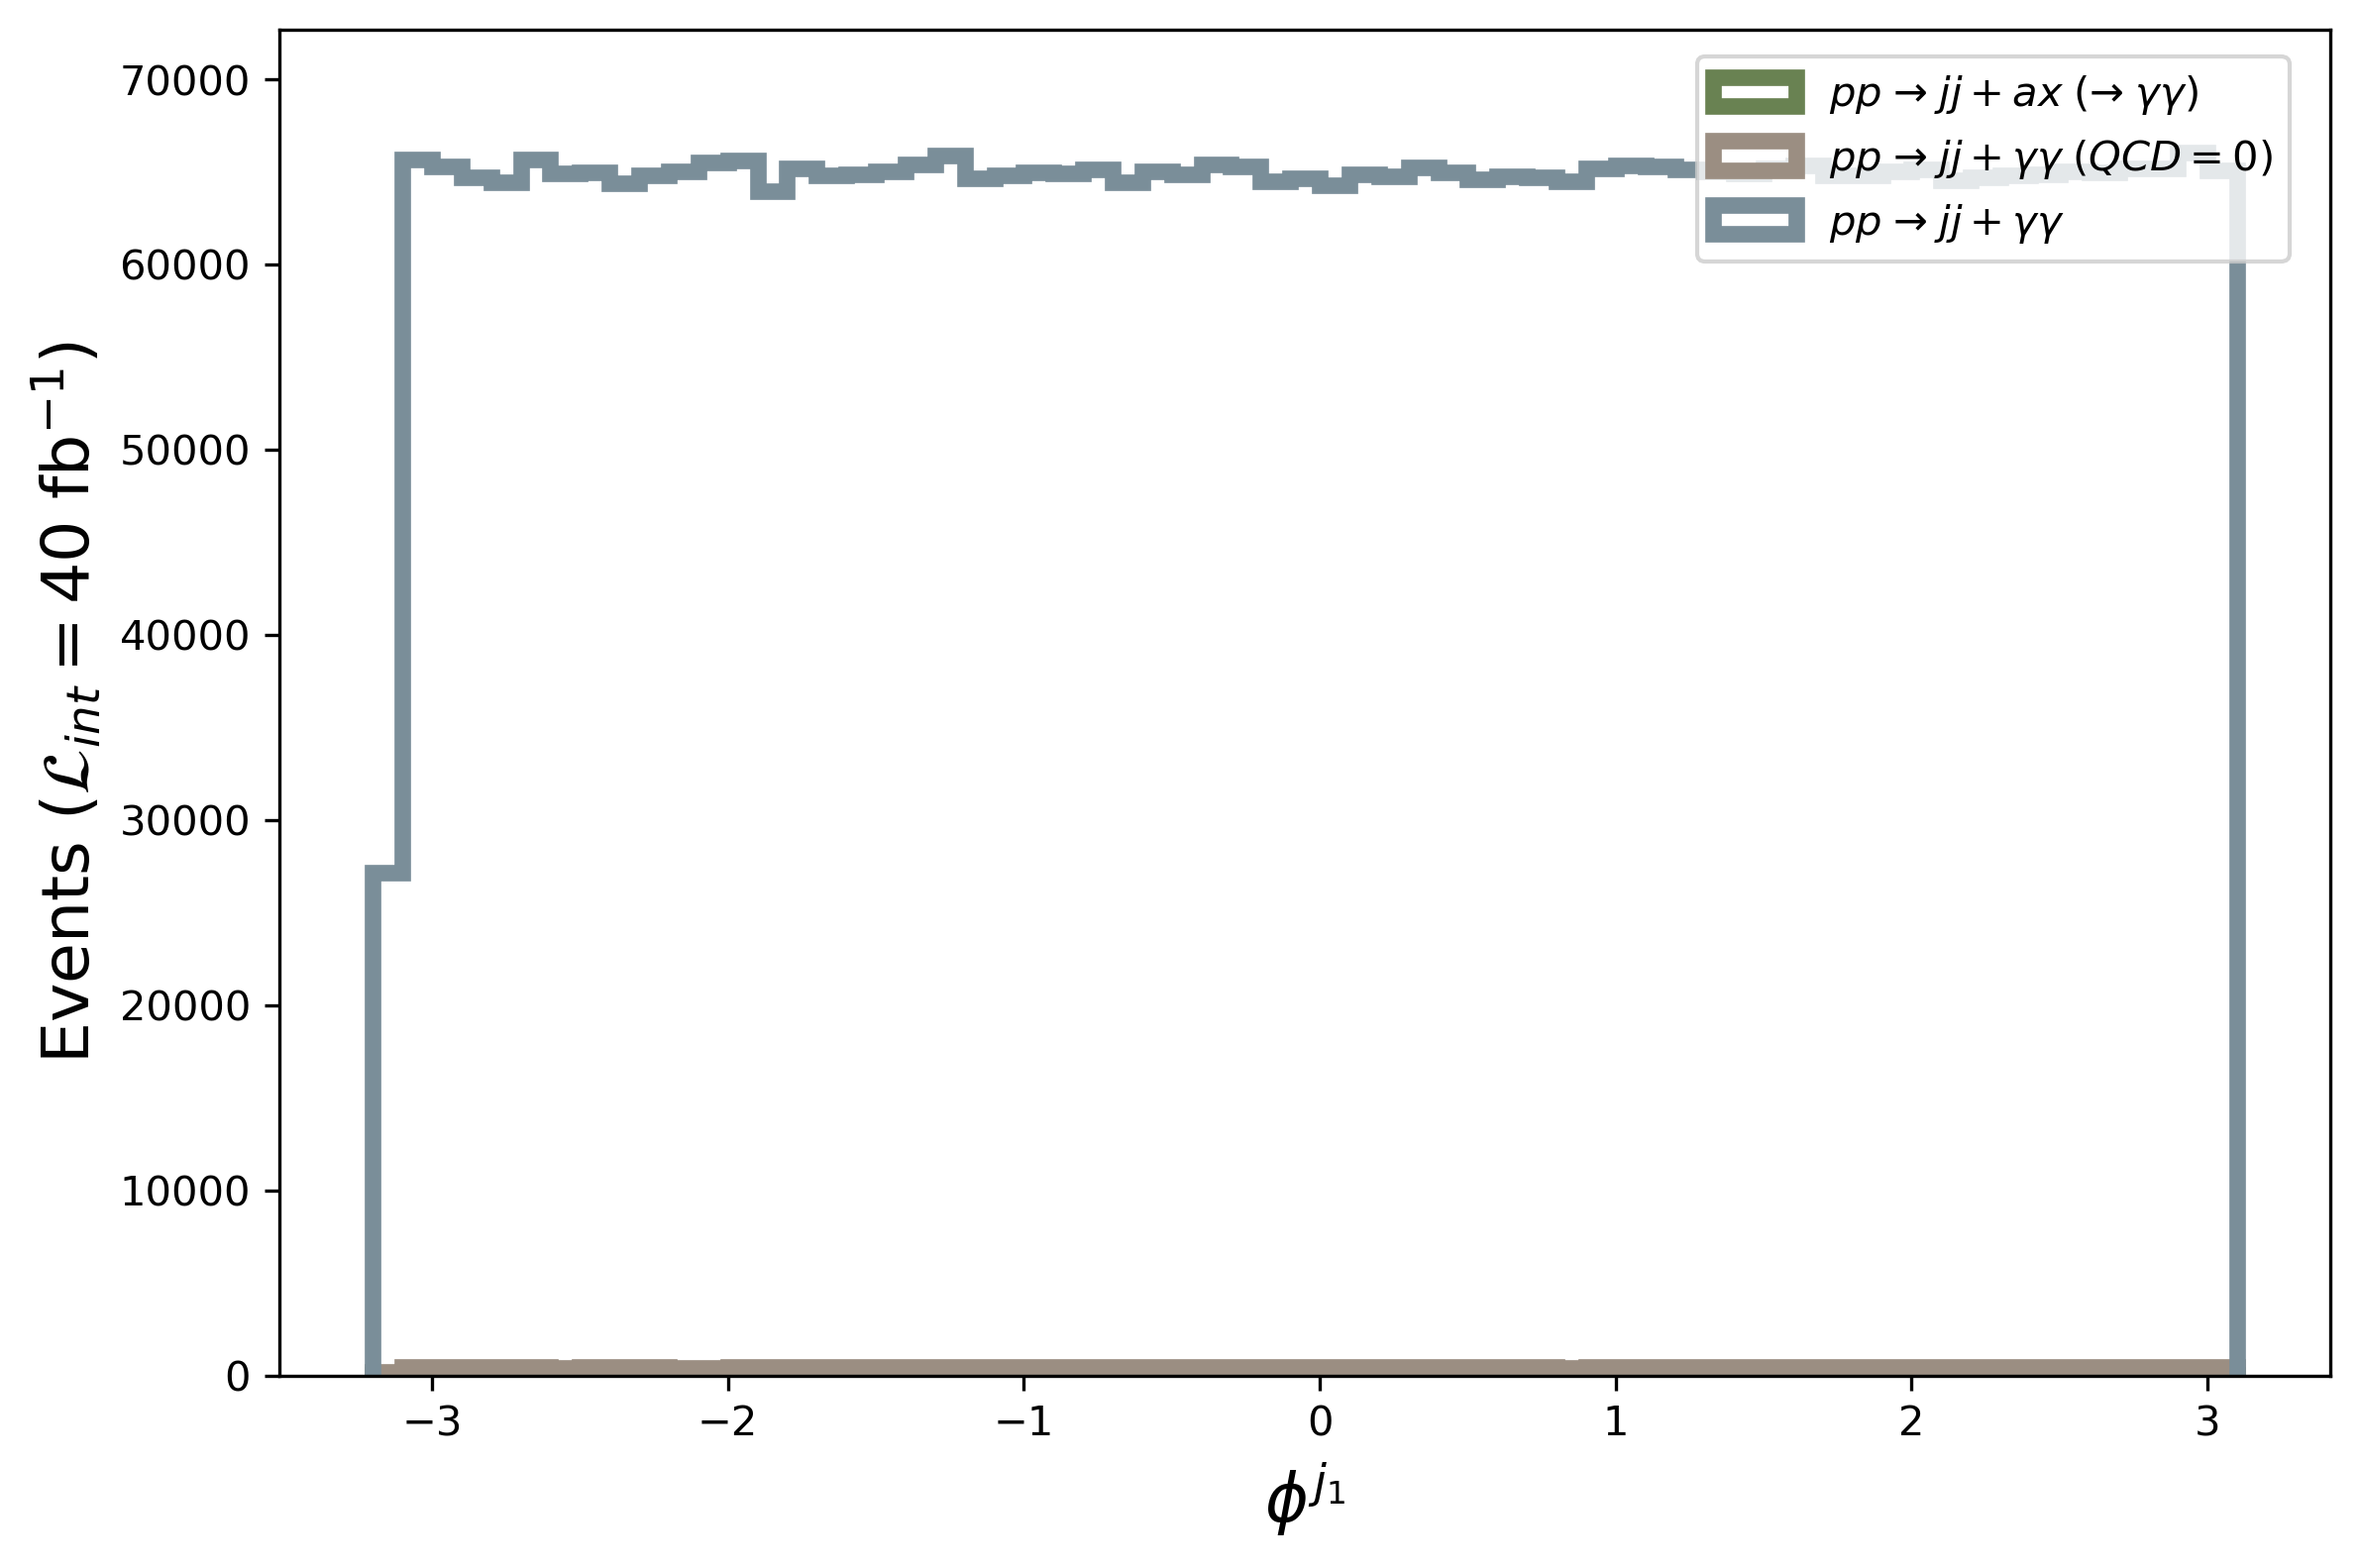 70000
60000
50000
40000
30000
20000
10000
0
Events (ℒ_int = 40 fb⁻¹)
pp → jj + ax (→ γγ)
pp → jj + γγ (QCD = 0)
pp → jj + γγ
−3 −2 −1 0 1 2 3
ϕ^{j_1}